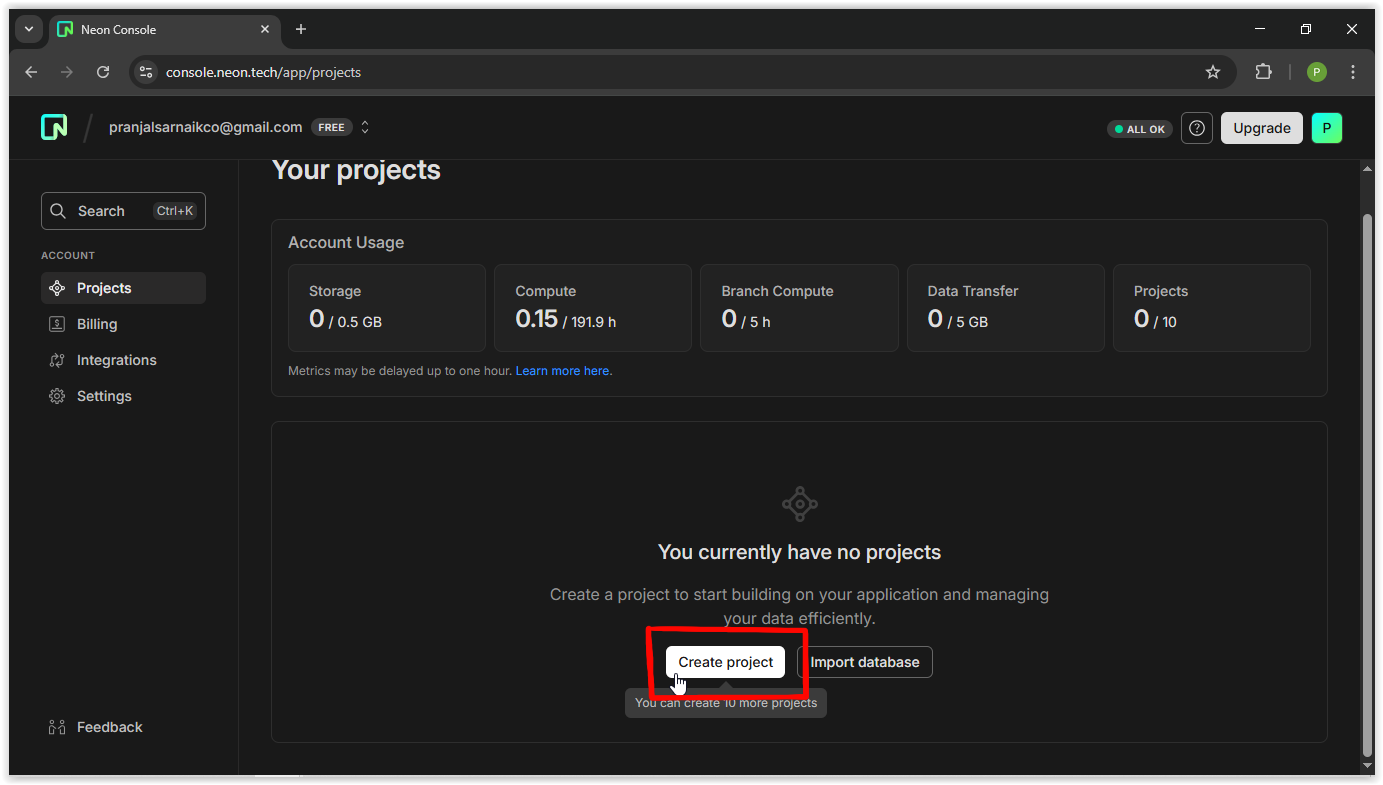 Neon Console
console.neon.tech/app/projects
P
pranjalsarnaikco@gmail.com FREE
ALL OK
Upgrade
P
Search Ctrl+K
ACCOUNT
Projects
Billing
Integrations
Settings
Feedback
Your projects
Account Usage
Storage
0 / 0.5 GB
Compute
0.15 / 191.9 h
Branch Compute
0 / 5 h
Data Transfer
0 / 5 GB
Projects
0 / 10
Metrics may be delayed up to one hour. Learn more here.
You currently have no projects
Create a project to start building on your application and managing
your data efficiently.
Create project
Import database
You can create 10 more projects